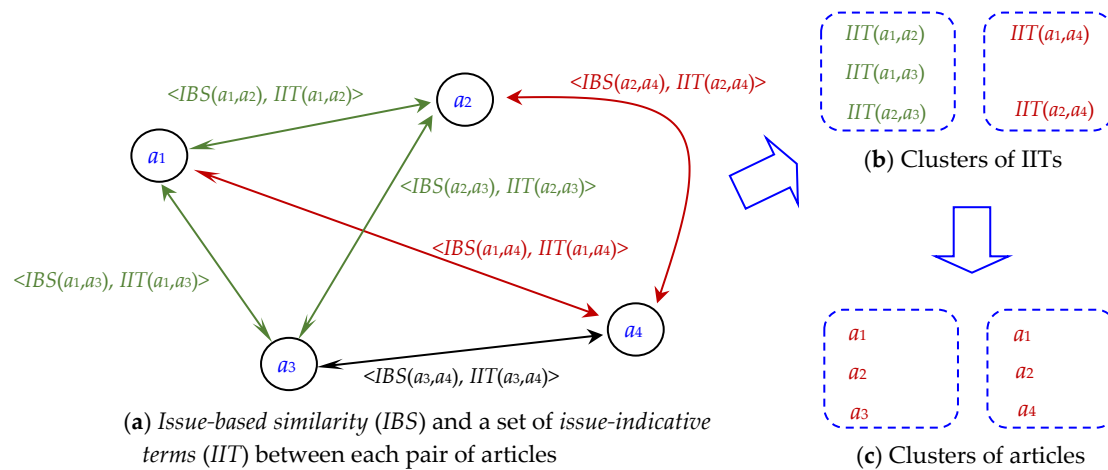 <IBS(a1,a2), IIT(a1,a2)>
a2
<IBS(a2,a4), IIT(a2,a4)>
a1
<IBS(a2,a3), IIT(a2,a3)>
<IBS(a1,a4), IIT(a1,a4)>
<IBS(a1,a3), IIT(a1,a3)>
a4
a3
<IBS(a3,a4), IIT(a3,a4)>
(a) Issue-based similarity (IBS) and a set of issue-indicative
terms (IIT) between each pair of articles
IIT(a1,a2)
IIT(a1,a3)
IIT(a2,a3)
IIT(a1,a4)
IIT(a2,a4)
(b) Clusters of IITs
a1
a2
a3
a1
a2
a4
(c) Clusters of articles